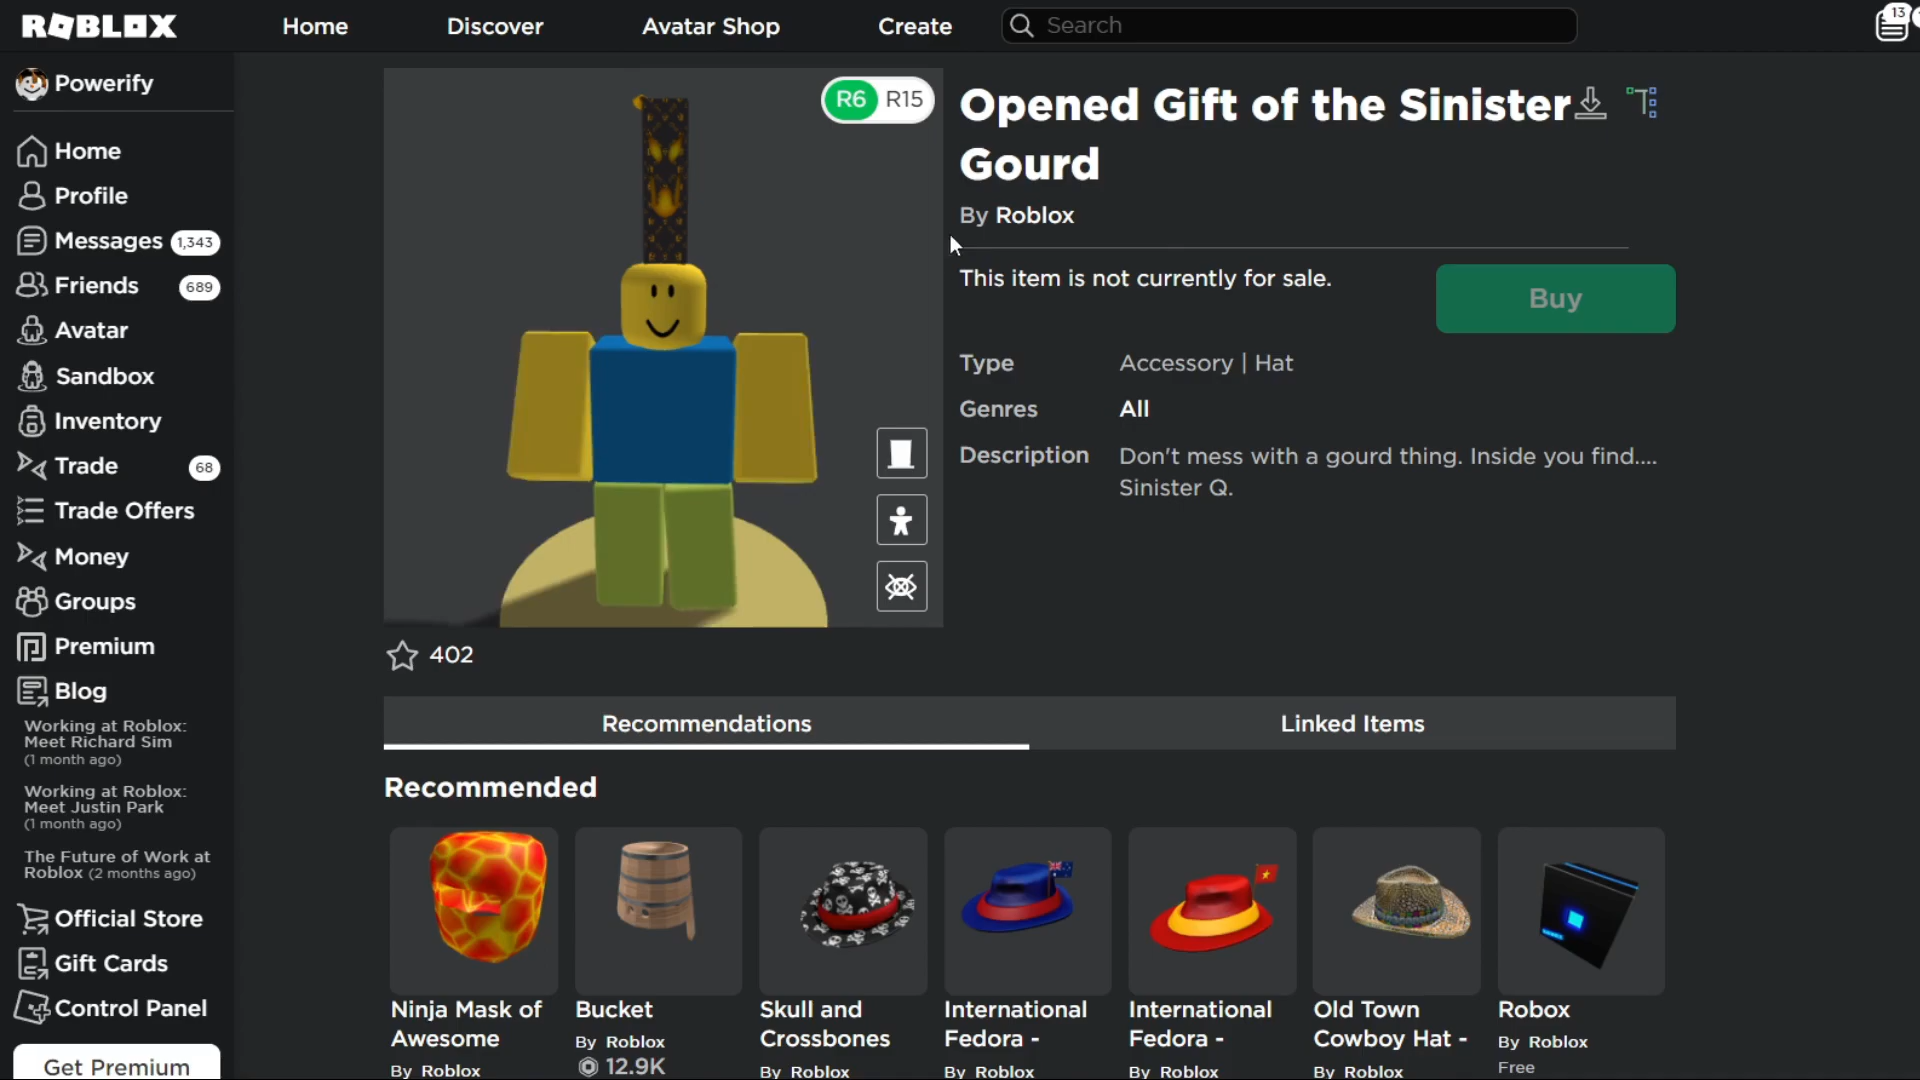 ROBLOX
Home
Discover
Avatar Shop
Create
Search
13
Powerify
Home
Profile
Messages 1,343
Friends 689
Avatar
Sandbox
Inventory
Trade 68
Trade Offers
Money
Groups
Premium
Blog
Working at Roblox:
Meet Richard Sim
(1 month ago)
Working at Roblox:
Meet Justin Park
(1 month ago)
The Future of Work at
Roblox (2 months ago)
Official Store
Gift Cards
Control Panel
Get Premium
R6 R15
Opened Gift of the Sinister
Gourd
By Roblox
This item is not currently for sale.
Buy
Type Accessory | Hat
Genres All
Description Don't mess with a gourd thing. Inside you find....
Sinister Q.
402
Recommendations
Linked Items
Recommended
Ninja Mask of
Awesome
By Roblox
Bucket
By Roblox
12.9K
Skull and
Crossbones
By Roblox
International
Fedora -
By Roblox
International
Fedora -
By Roblox
Old Town
Cowboy Hat -
By Roblox
Robox
By Roblox
Free